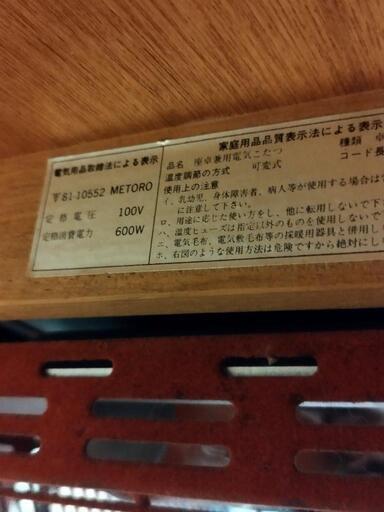 電気用品取締法による表示
〒81-10552 METORO
定格電圧 100V
定格消費電力 600W
家庭用品品質表示法による表
品名 座卓兼用電気こたつ 種類 卓
温度調節の方式 可変式 コード長
使用上の注意
イ、乳幼児、身体障害者、病人等が使用する場合は
に注意して下さい。
ロ、用途に応じた使い方をし、他に転用しないで下
ハ、温度ヒューズは指定以外のものを使用しないで
ニ、電気毛布、電気敷毛布等の採暖用器具と併用し
ホ、右図のような使用方法は危険ですから絶対にし